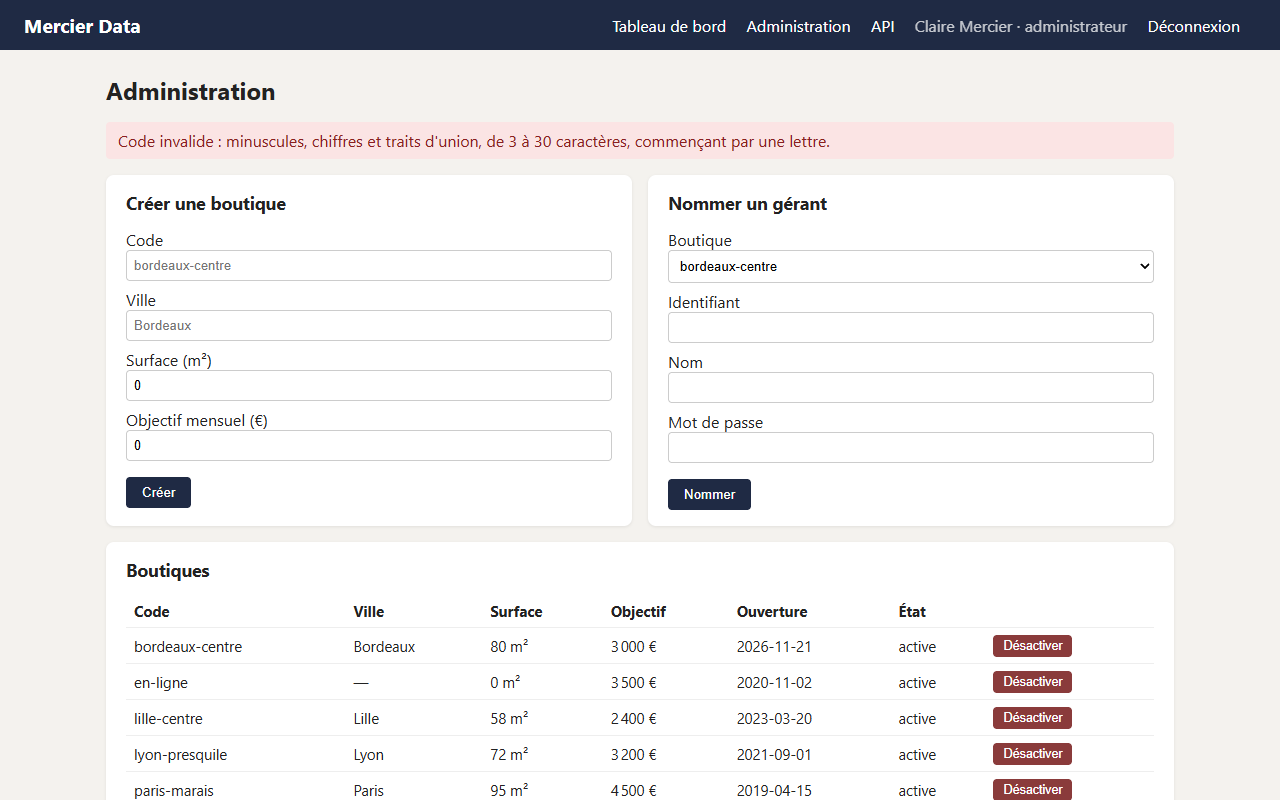 Mercier Data
Tableau de bord Administration API Claire Mercier · administrateur Déconnexion
Administration
Code invalide : minuscules, chiffres et traits d'union, de 3 à 30 caractères, commençant par une lettre.
Créer une boutique
Code
bordeaux-centre
Ville
Bordeaux
Surface (m²)
0
Objectif mensuel (€)
0
Créer
Nommer un gérant
Boutique
bordeaux-centre
Identifiant
Nom
Mot de passe
Nommer
Boutiques
Code Ville Surface Objectif Ouverture État
bordeaux-centre Bordeaux 80 m² 3 000 € 2026-11-21 active Désactiver
en-ligne — 0 m² 3 500 € 2020-11-02 active Désactiver
lille-centre Lille 58 m² 2 400 € 2023-03-20 active Désactiver
lyon-presquile Lyon 72 m² 3 200 € 2021-09-01 active Désactiver
paris-marais Paris 95 m² 4 500 € 2019-04-15 active Désactiver